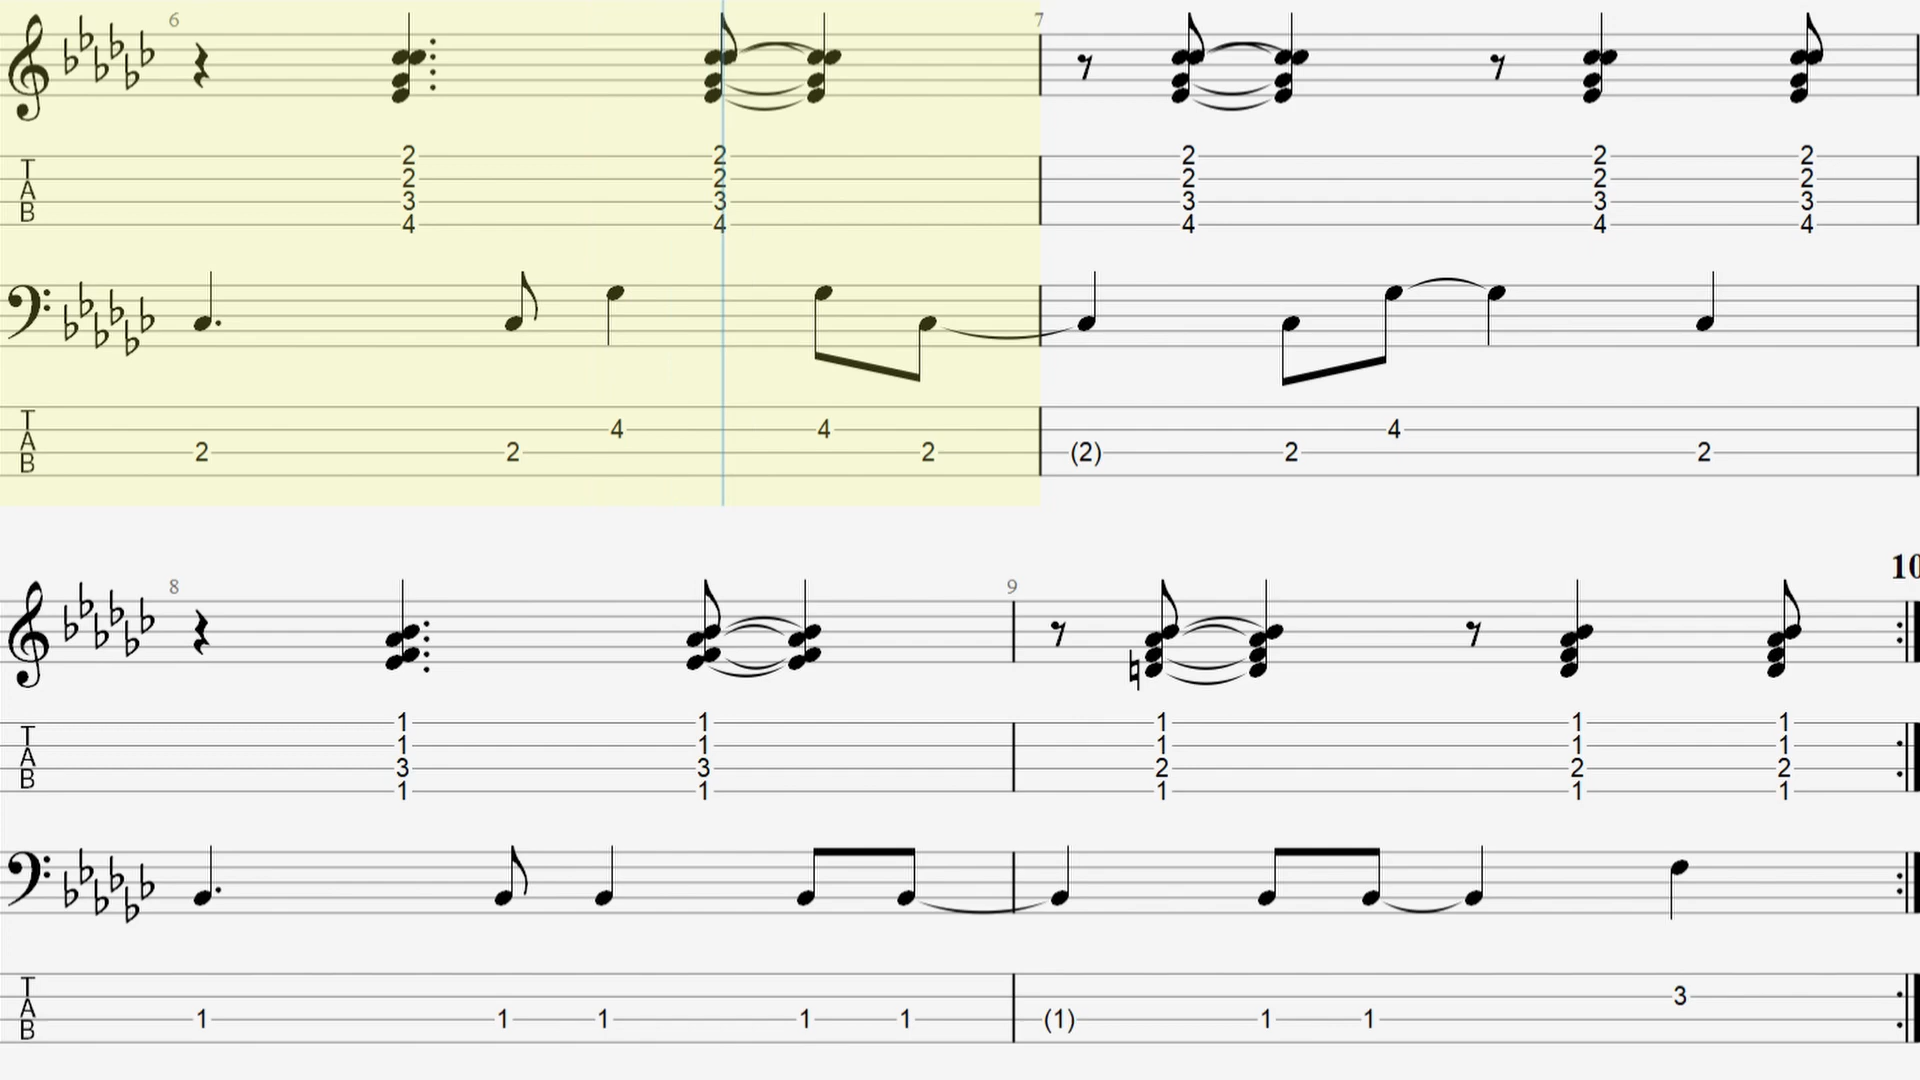 6 7
T 2 2 2 2 2
A 2 2 2 2 2
B 3 3 3 3 3
4 4 4 4 4
T
A 4 4 4
B 2 2 2 (2) 2 2
8 9 10
T 1 1 1 1 1
A 1 1 1 1 1
B 3 3 2 2 2
1 1 1 1 1
T
A 3
B 1 1 1 1 1 (1) 1 1